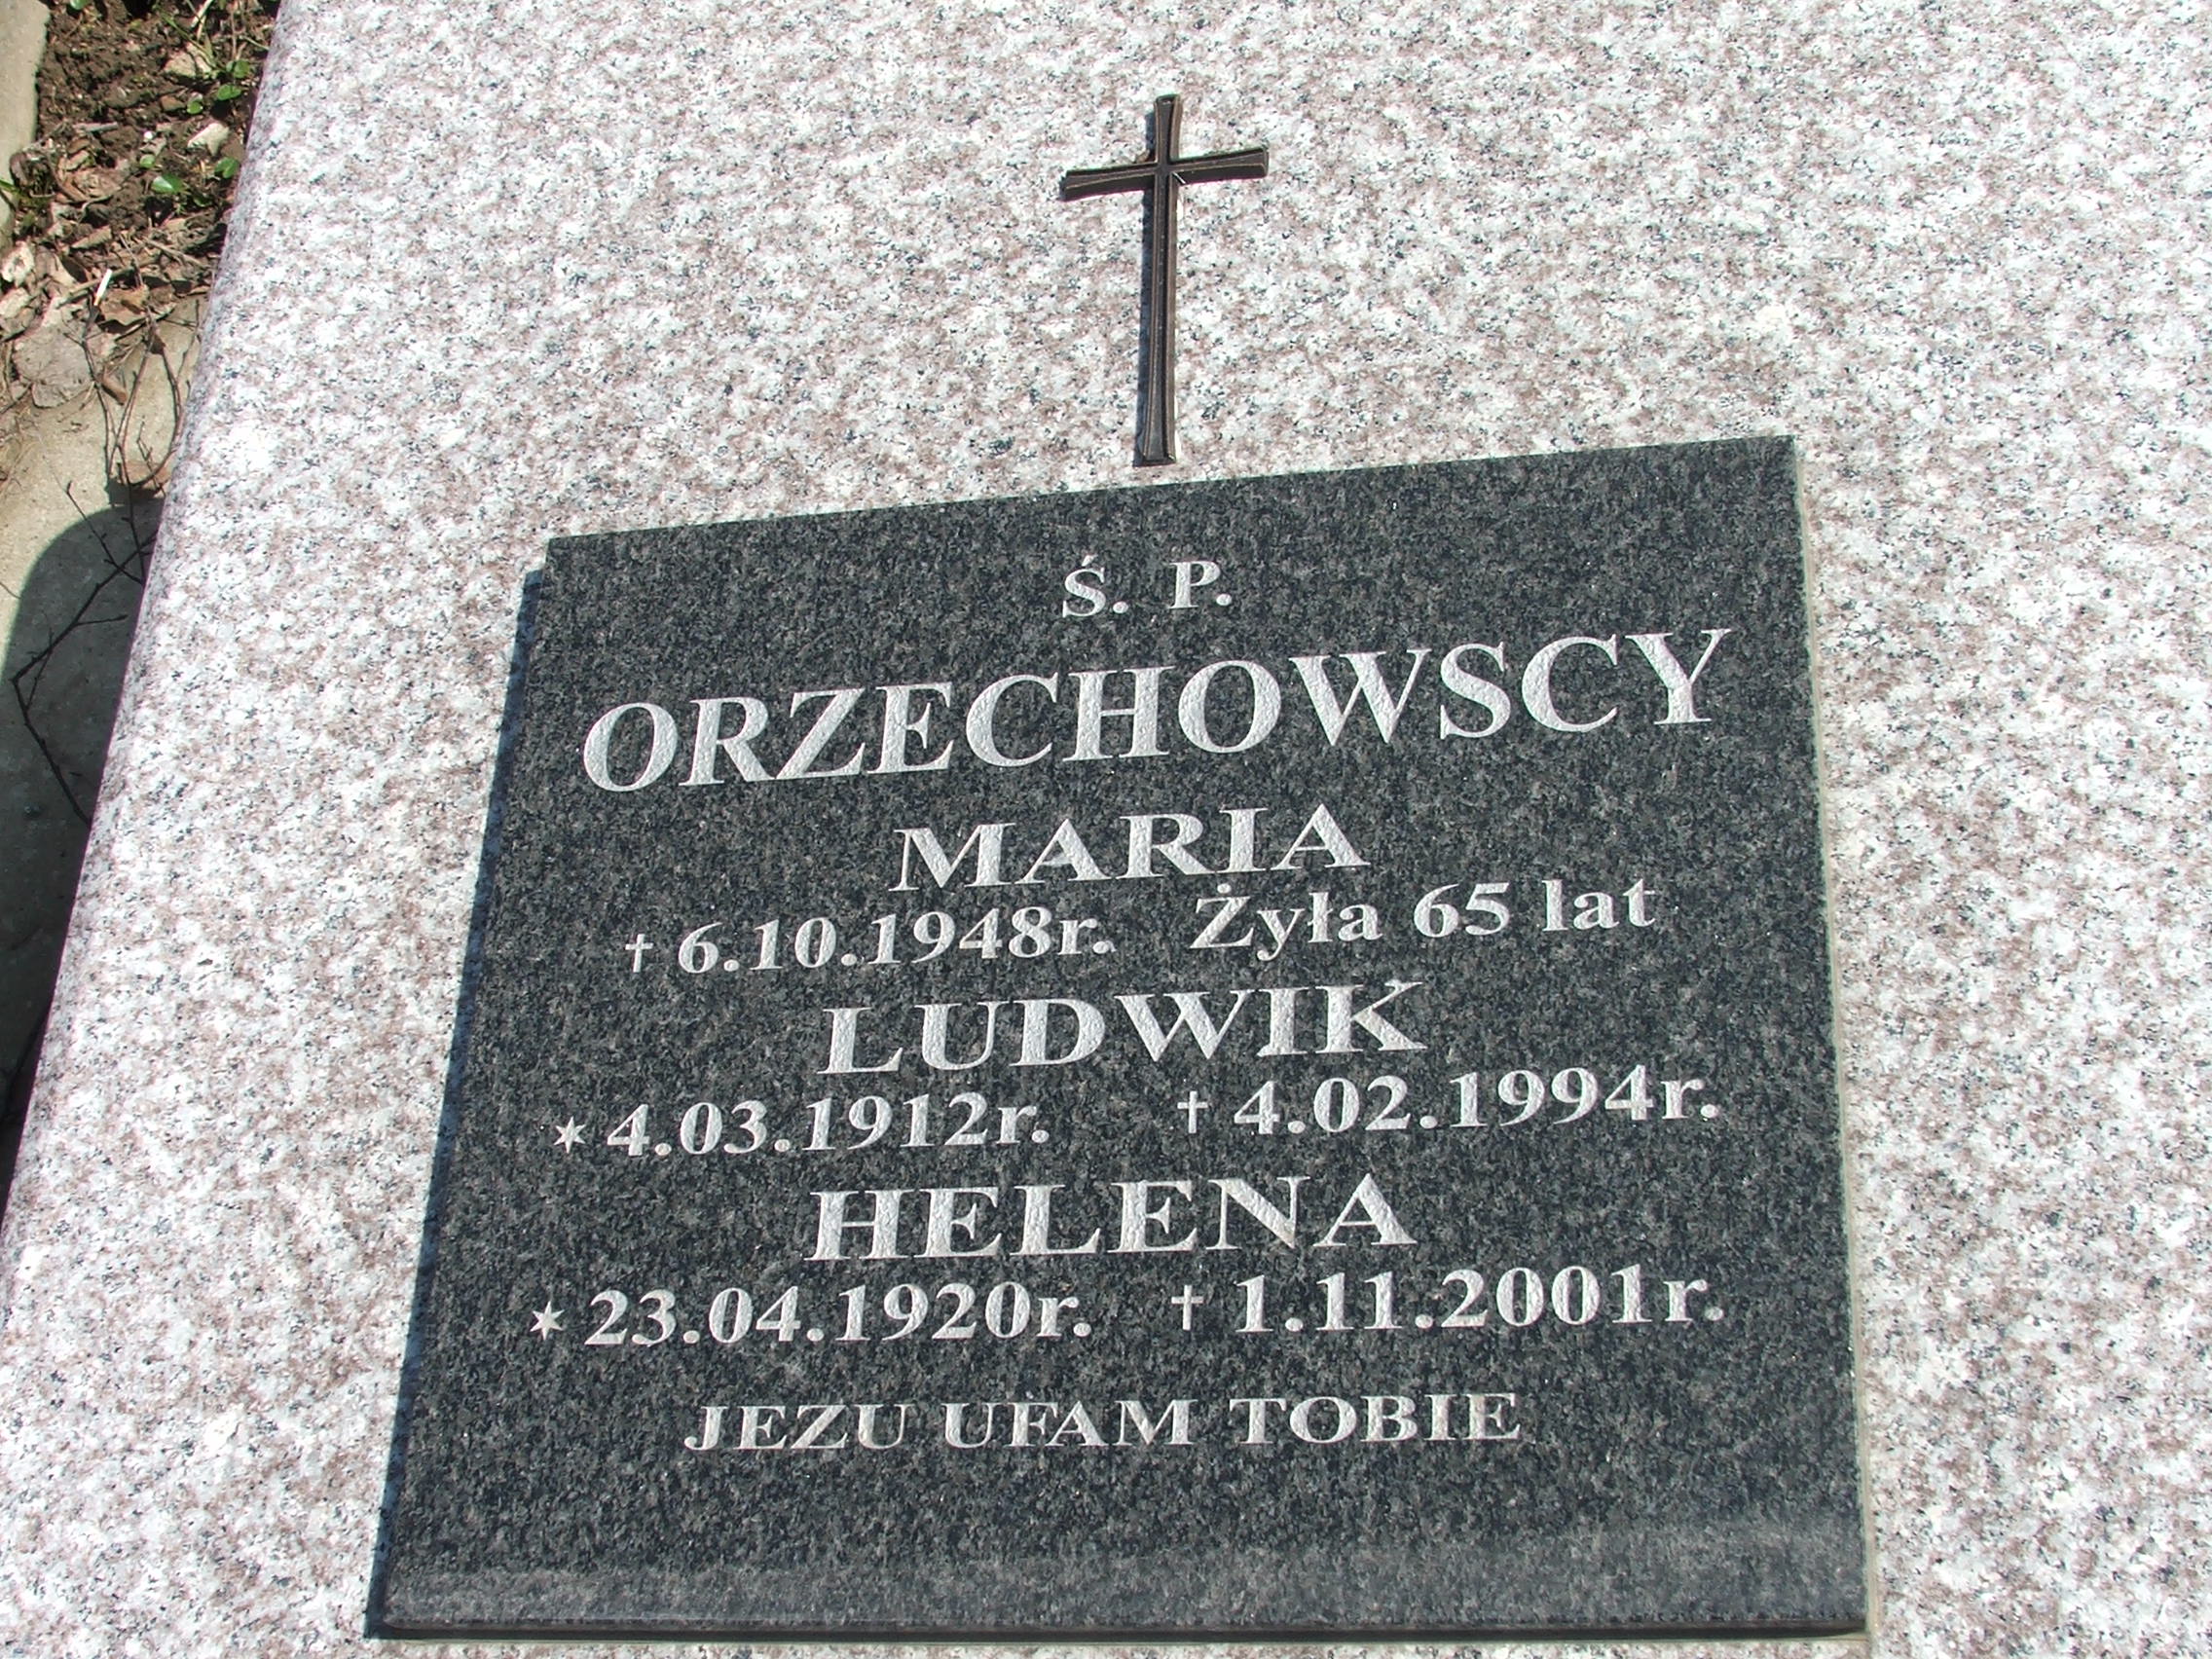 Ś. P.
ORZECHOWSCY
MARIA
† 6.10.1948r. Żyła 65 lat
LUDWIK
✶ 4.03.1912r. † 4.02.1994r.
HELENA
✶ 23.04.1920r. † 1.11.2001r.
JEZU UFAM TOBIE